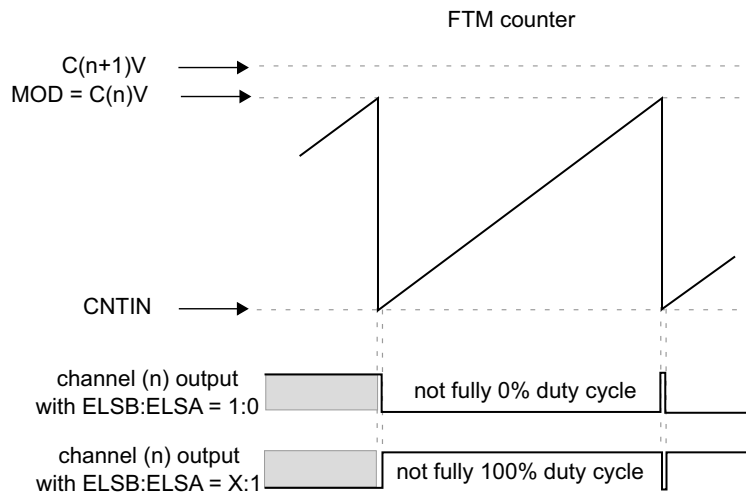 FTM counter
C(n+1)V
MOD = C(n)V
CNTIN
channel (n) output
with ELSB:ELSA = 1:0
not fully 0% duty cycle
channel (n) output
with ELSB:ELSA = X:1
not fully 100% duty cycle